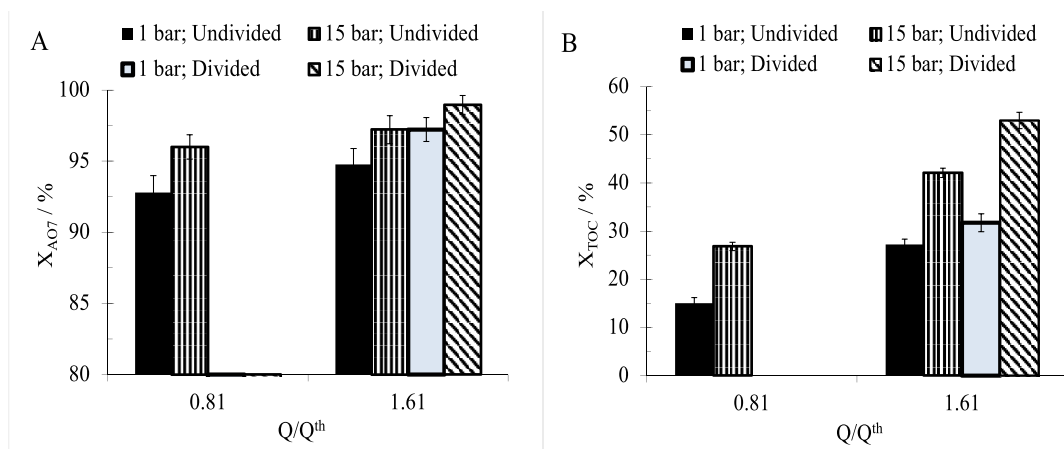 A
1 bar; Undivided 15 bar; Undivided
1 bar; Divided 15 bar; Divided
100
95
90
85
80
X_AO7 / %
0.81 1.61
Q/Q^th
B
1 bar; Undivided 15 bar; Undivided
1 bar; Divided 15 bar; Divided
60
50
40
30
20
10
0
X_TOC / %
0.81 1.61
Q/Q^th